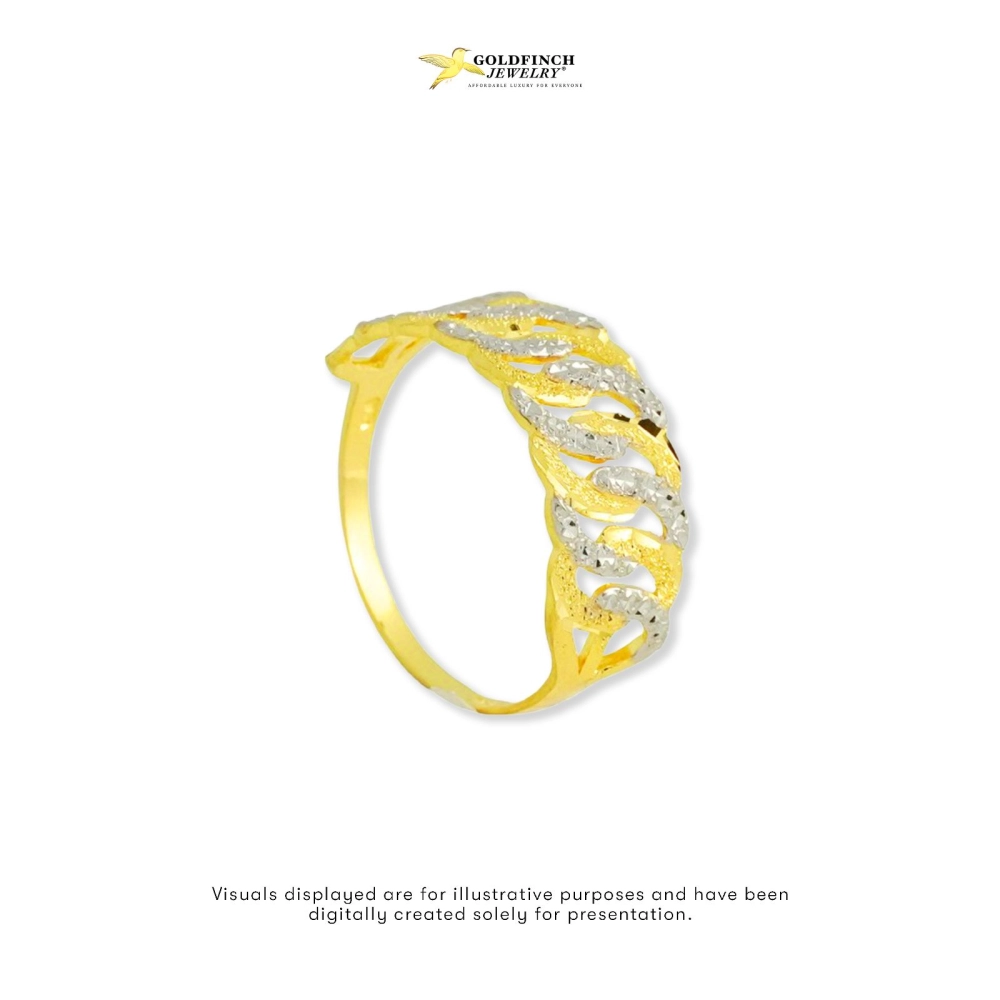 GOLDFINCH
JEWELRY®
AFFORDABLE LUXURY FOR EVERYONE
Visuals displayed are for illustrative purposes and have been
digitally created solely for presentation.